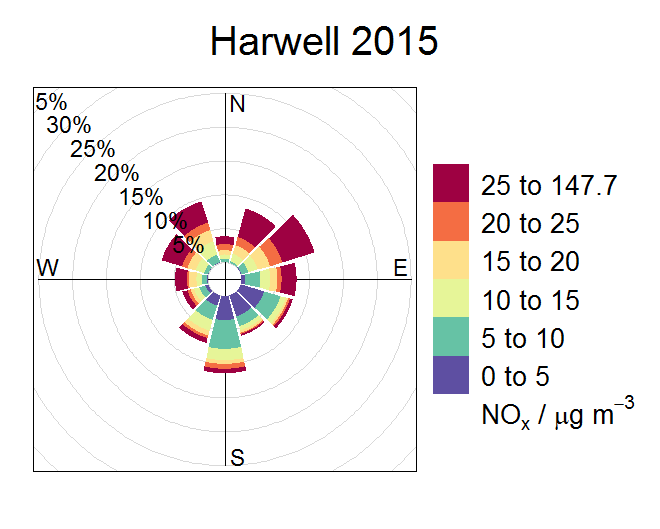 Harwell 2015
5%
30%
25%
20%
15%
10%
5%
N
W
E
S
25 to 147.7
20 to 25
15 to 20
10 to 15
5 to 10
0 to 5
NOₓ / μg m⁻³